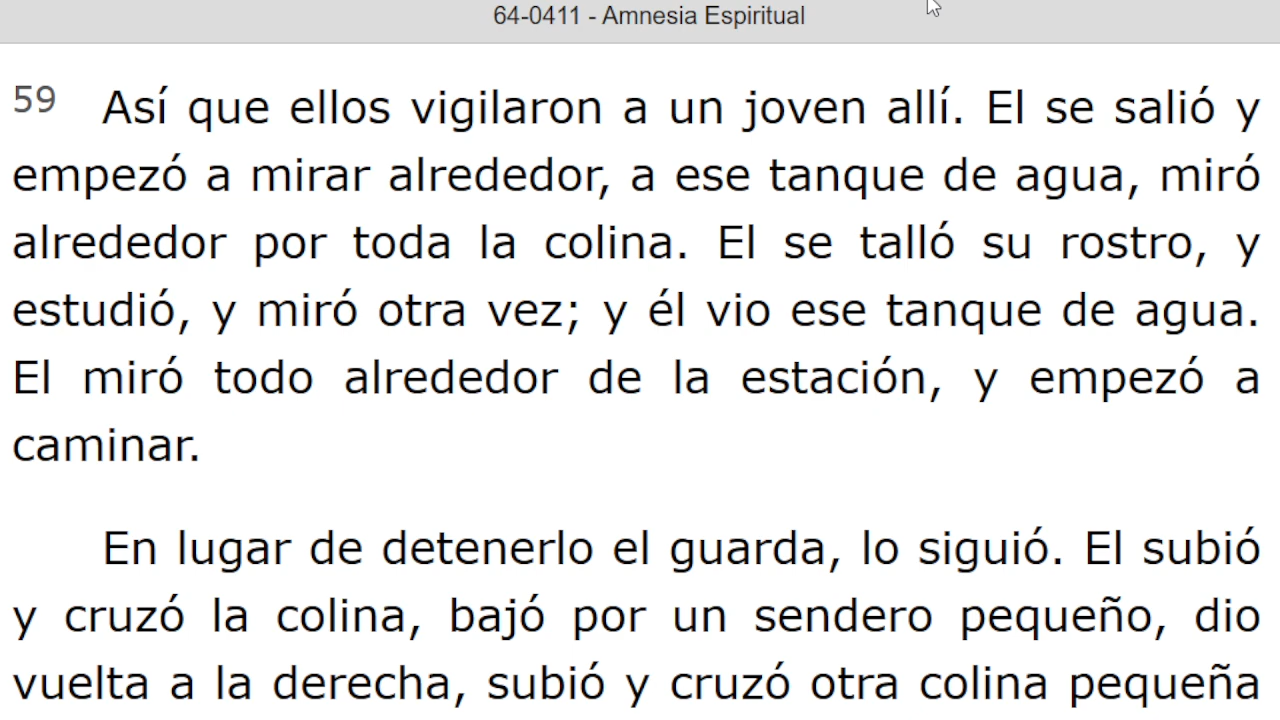 64-0411 - Amnesia Espiritual
59 Así que ellos vigilaron a un joven allí. El se salió y
empezó a mirar alrededor, a ese tanque de agua, miró
alrededor por toda la colina. El se talló su rostro, y
estudió, y miró otra vez; y él vio ese tanque de agua.
El miró todo alrededor de la estación, y empezó a
caminar.
En lugar de detenerlo el guarda, lo siguió. El subió
y cruzó la colina, bajó por un sendero pequeño, dio
vuelta a la derecha, subió y cruzó otra colina pequeña